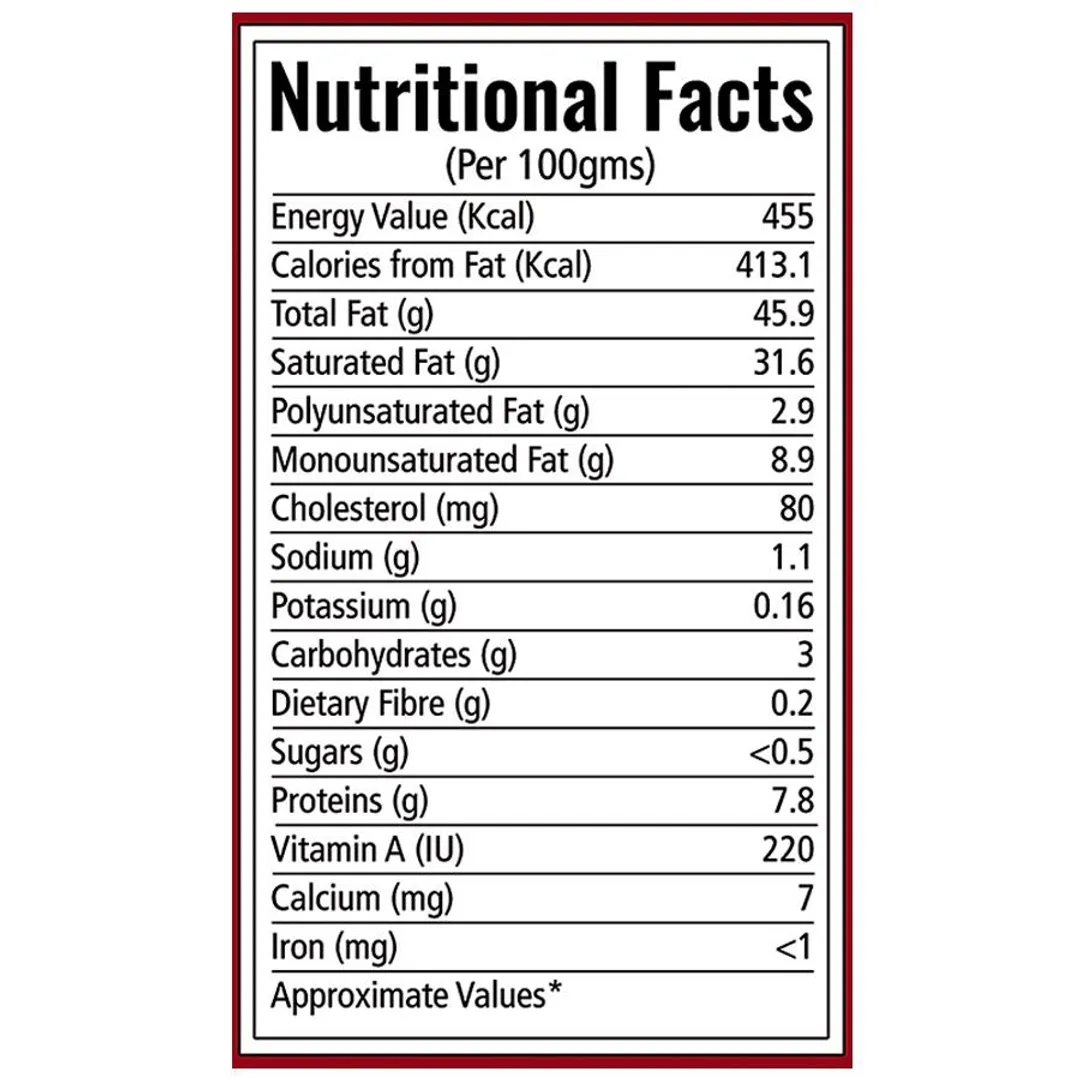 Nutritional Facts
(Per 100gms)
Energy Value (Kcal) 455
Calories from Fat (Kcal) 413.1
Total Fat (g) 45.9
Saturated Fat (g) 31.6
Polyunsaturated Fat (g) 2.9
Monounsaturated Fat (g) 8.9
Cholesterol (mg) 80
Sodium (g) 1.1
Potassium (g) 0.16
Carbohydrates (g) 3
Dietary Fibre (g) 0.2
Sugars (g) <0.5
Proteins (g) 7.8
Vitamin A (IU) 220
Calcium (mg) 7
Iron (mg) <1
Approximate Values*